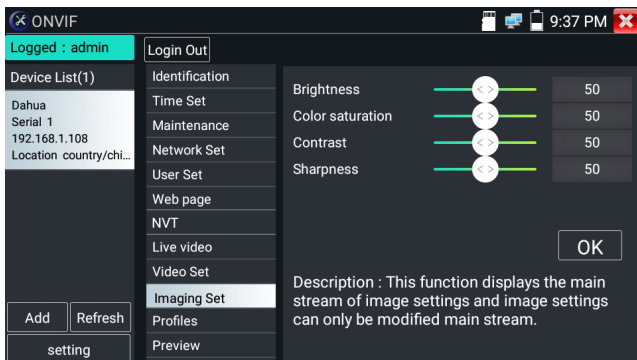 ONVIF
9:37 PM
Logged : admin
Login Out
Device List(1)
Dahua
Serial 1
192.168.1.108
Location country/chi...
Add
Refresh
setting
Identification
Time Set
Maintenance
Network Set
User Set
Web page
NVT
Live video
Video Set
Imaging Set
Profiles
Preview
Brightness 50
Color saturation 50
Contrast 50
Sharpness 50
OK
Description : This function displays the main
stream of image settings and image settings
can only be modified main stream.